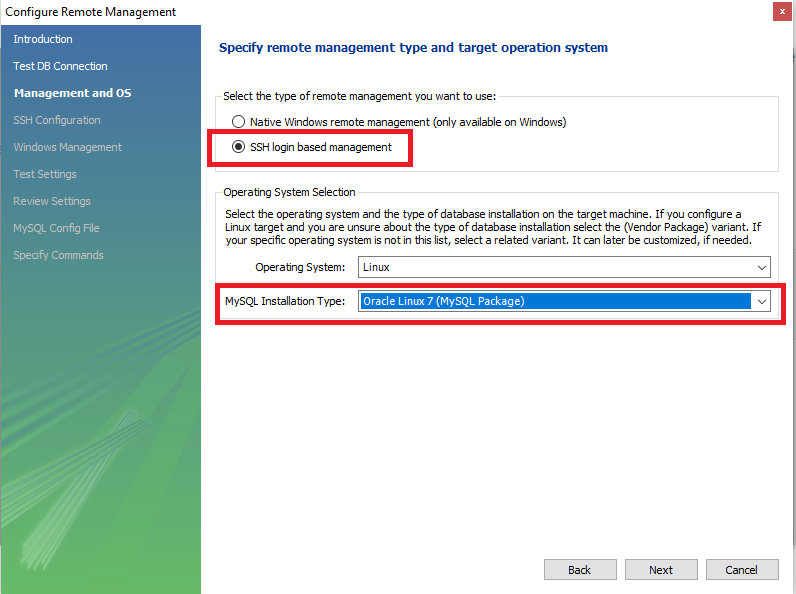 Configure Remote Management
x
Introduction
Test DB Connection
Management and OS
SSH Configuration
Windows Management
Test Settings
Review Settings
MySQL Config File
Specify Commands
Specify remote management type and target operating system
Select the type of remote management you want to use:
Native Windows remote management (only available on Windows)
SSH login based management
Operating System Selection
Select the operating system and the type of database installation on the target machine. If you configure a
Linux target and you are unsure about the type of database installation select the (Vendor Package) variant. If
your specific operating system is not in this list, select a related variant. It can later be customized, if needed.
Operating System: Linux
MySQL Installation Type: Oracle Linux 7 (MySQL Package)
Back Next Cancel